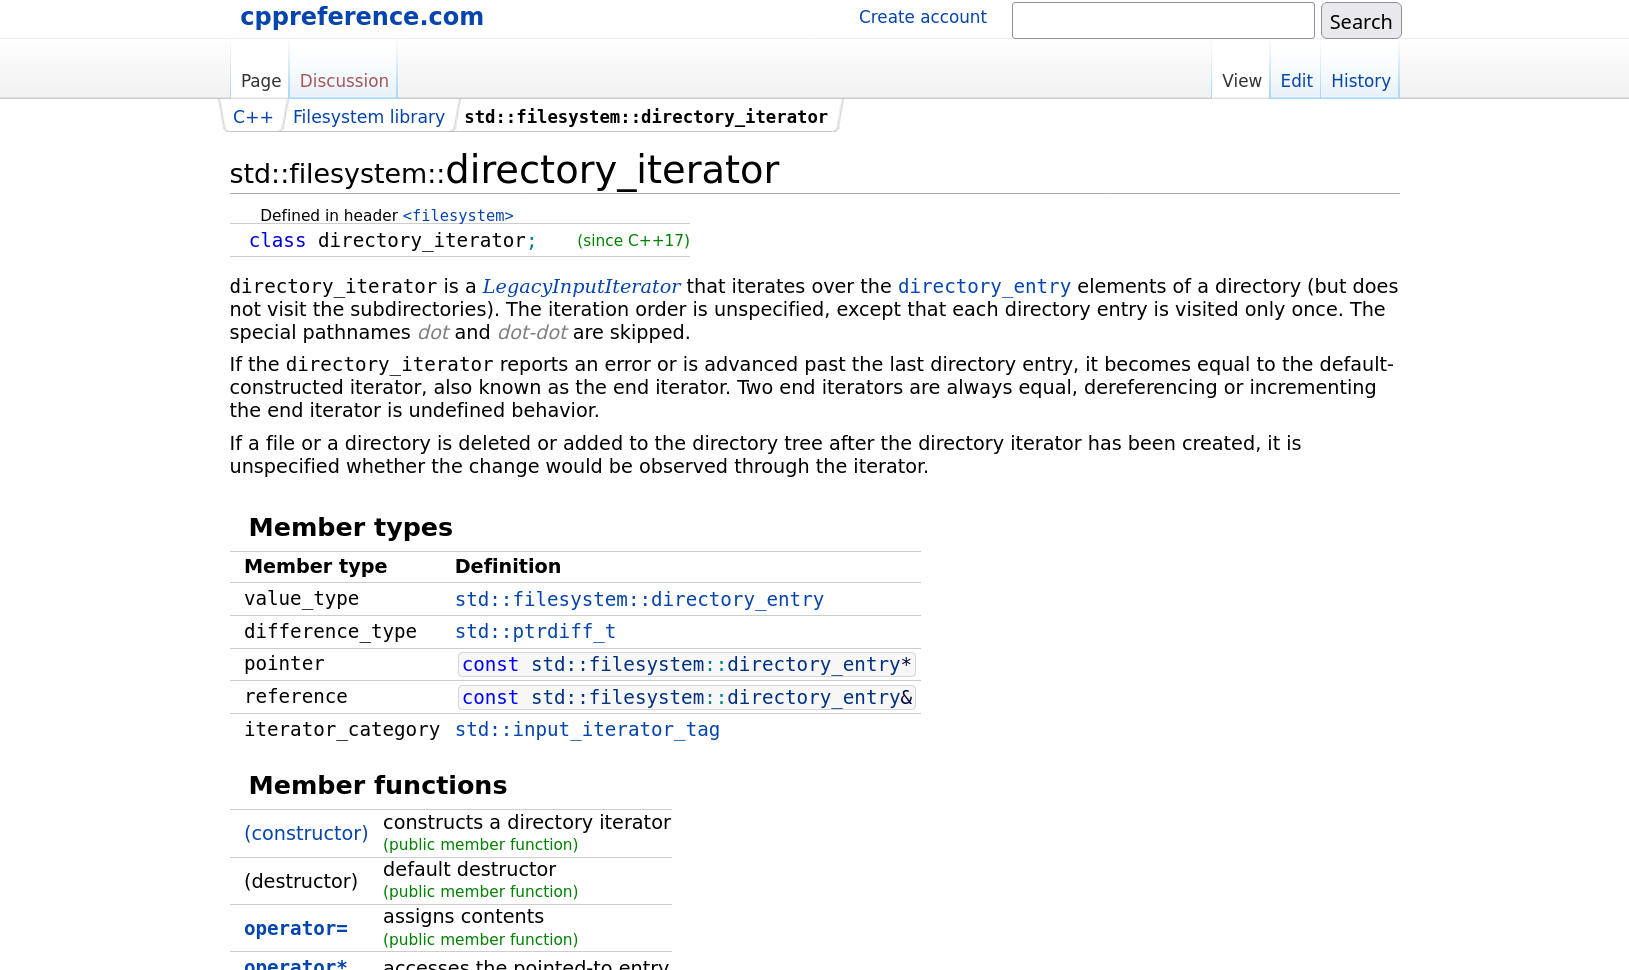 cppreference.com
Create account
Search
Page Discussion
View Edit History
C++ Filesystem library std::filesystem::directory_iterator
std::filesystem::directory_iterator
Defined in header <filesystem>
class directory_iterator; (since C++17)
directory_iterator is a LegacyInputIterator that iterates over the directory_entry elements of a directory (but does
not visit the subdirectories). The iteration order is unspecified, except that each directory entry is visited only once. The
special pathnames dot and dot-dot are skipped.
If the directory_iterator reports an error or is advanced past the last directory entry, it becomes equal to the default-
constructed iterator, also known as the end iterator. Two end iterators are always equal, dereferencing or incrementing
the end iterator is undefined behavior.
If a file or a directory is deleted or added to the directory tree after the directory iterator has been created, it is
unspecified whether the change would be observed through the iterator.
Member types
Member type Definition
value_type std::filesystem::directory_entry
difference_type std::ptrdiff_t
pointer const std::filesystem::directory_entry*
reference const std::filesystem::directory_entry&
iterator_category std::input_iterator_tag
Member functions
(constructor) constructs a directory iterator
(public member function)
(destructor) default destructor
(public member function)
operator= assigns contents
(public member function)
operator* accesses the pointed-to entry